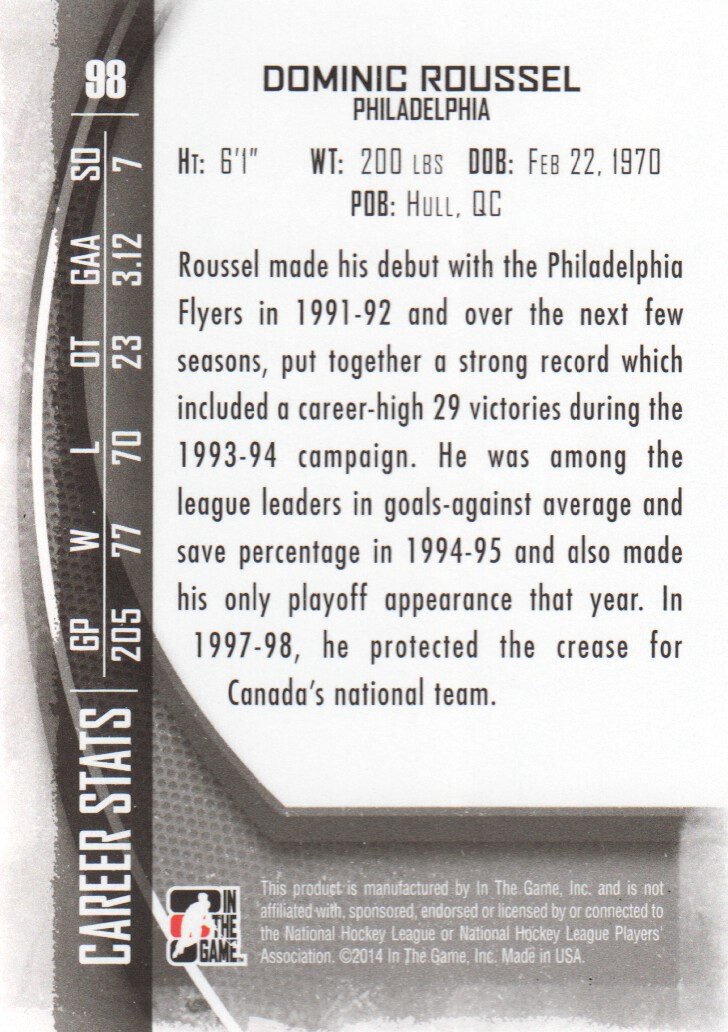 98
DOMINIC ROUSSEL
PHILADELPHIA
HT: 6'1" WT: 200 LBS DOB: FEB 22, 1970
POB: HULL, QC
Roussel made his debut with the Philadelphia
Flyers in 1991-92 and over the next few
seasons, put together a strong record which
included a career-high 29 victories during the
1993-94 campaign. He was among the
league leaders in goals-against average and
save percentage in 1994-95 and also made
his only playoff appearance that year. In
1997-98, he protected the crease for
Canada's national team.
CAREER STATS
GP W L OT GAA SO
205 77 70 23 3.12 7
IN
THE
GAME
This product is manufactured by In The Game, Inc. and is not
affiliated with, sponsored, endorsed or licensed by or connected to
the National Hockey League or National Hockey League Players'
Association. ©2014 In The Game, Inc. Made in USA.